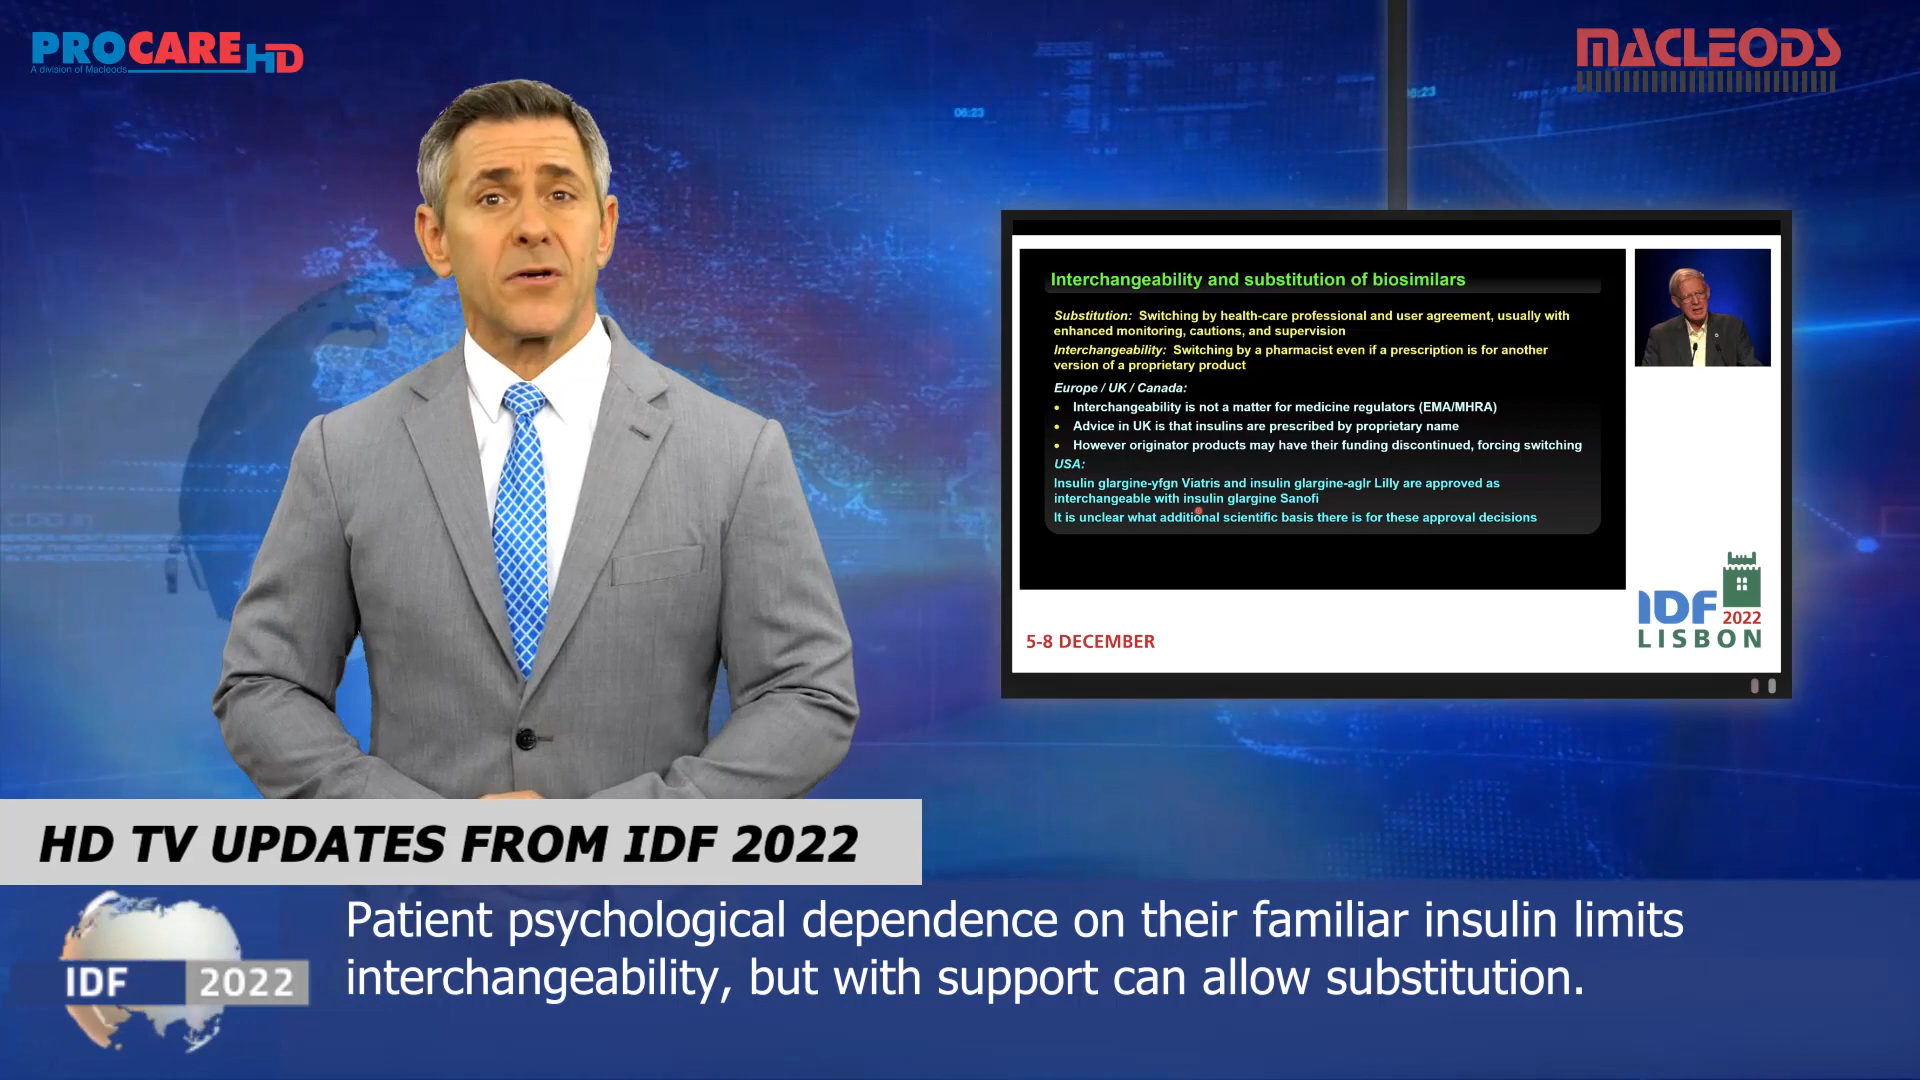 PROCARE HD
A division of Macleods
MACLEODS
06:23
06:23
Interchangeability and substitution of biosimilars
Substitution: Switching by health-care professional and user agreement, usually with
enhanced monitoring, cautions, and supervision
Interchangeability: Switching by a pharmacist even if a prescription is for another
version of a proprietary product
Europe / UK / Canada:
• Interchangeability is not a matter for medicine regulators (EMA/MHRA)
• Advice in UK is that insulins are prescribed by proprietary name
• However originator products may have their funding discontinued, forcing switching
USA:
Insulin glargine-yfgn Viatris and insulin glargine-aglr Lilly are approved as
interchangeable with insulin glargine Sanofi
It is unclear what additional scientific basis there is for these approval decisions
5-8 DECEMBER
IDF
2022
LISBON
HD TV UPDATES FROM IDF 2022
IDF 2022
Patient psychological dependence on their familiar insulin limits
interchangeability, but with support can allow substitution.